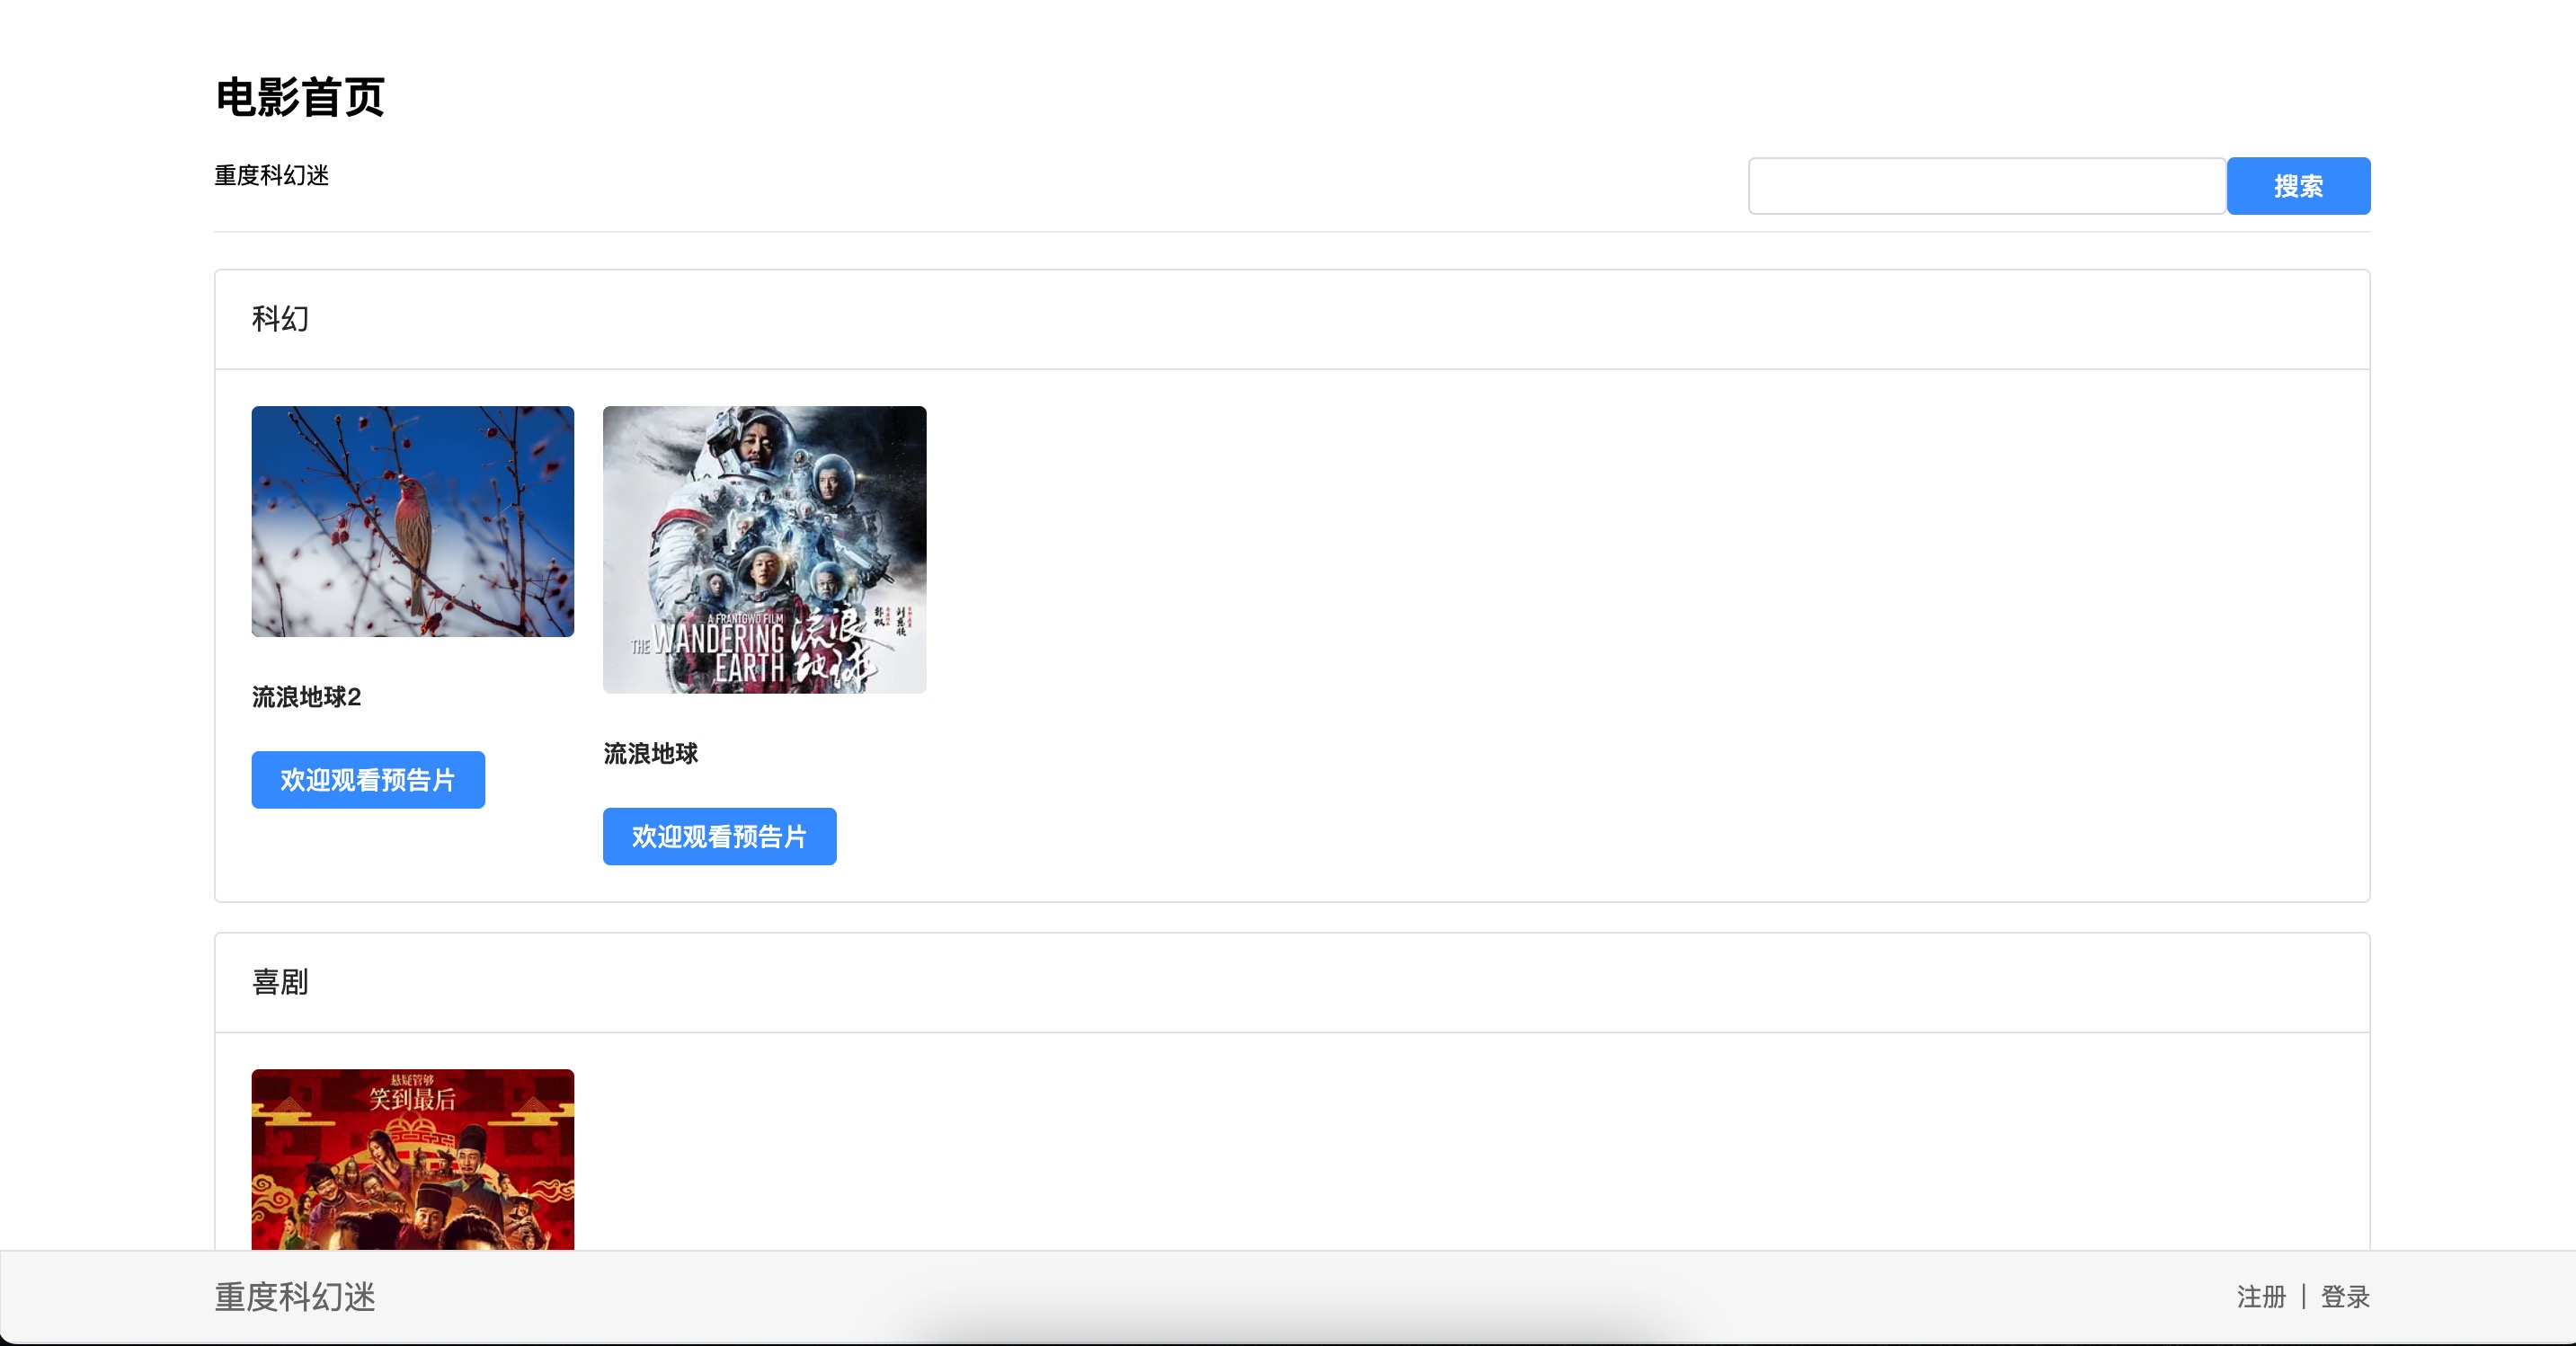 电影首页
重度科幻迷
搜索
科幻
A FRANTGWO FILM
THE WANDERING EARTH
流浪地球
流浪地球2
流浪地球
欢迎观看预告片
欢迎观看预告片
喜剧
悬疑管够
笑到最后
重度科幻迷
注册 | 登录